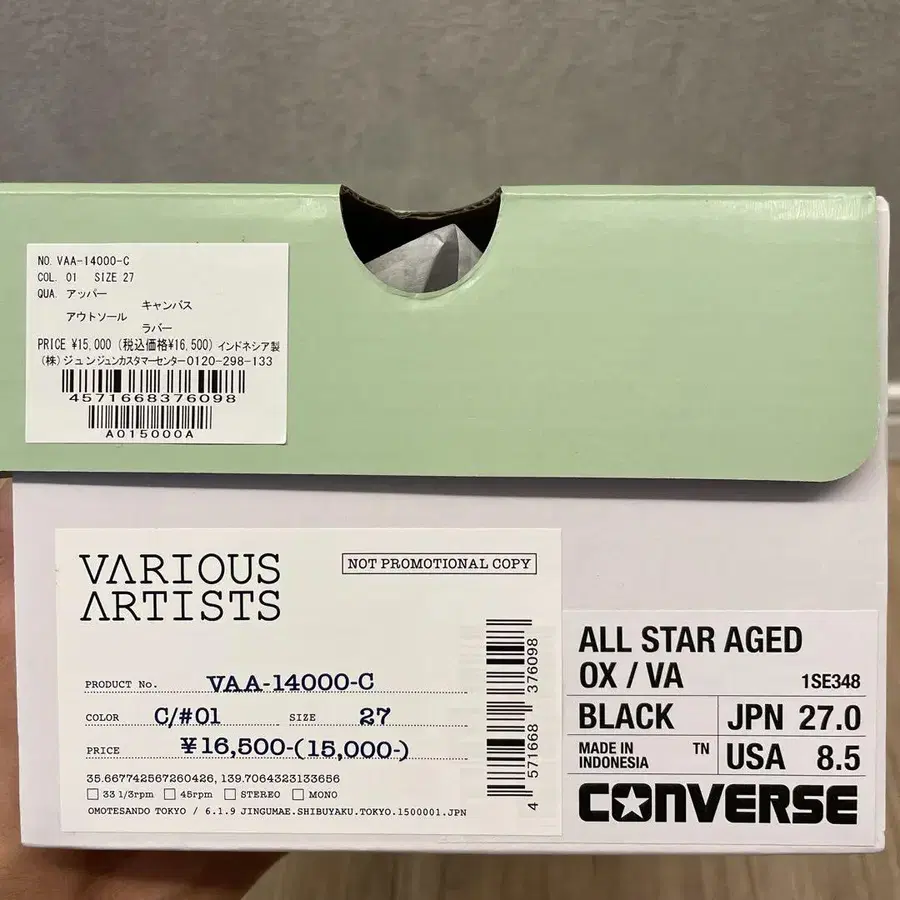 NO. VAA-14000-C
COL. 01 SIZE 27
QUA. アッパー
キャンバス
アウトソール
ラバー
PRICE ¥15,000 (税込価格¥16,500) インドネシア製
(株)ジュンジュンカスタマーセンター0120-298-133
4571668376098
A015000A
VARIOUS
ARTISTS
NOT PROMOTIONAL COPY
PRODUCT No. VAA-14000-C
COLOR C/#01 SIZE 27
PRICE ¥16,500-(15,000-)
35.667742567260426, 139.7064323133656
33 1/3rpm 45rpm STEREO MONO
OMOTESANDO TOKYO / 6.1.9 JINGUMAE.SHIBUYAKU.TOKYO.1500001.JPN
4 571668 376098
ALL STAR AGED
OX / VA 1SE348
BLACK JPN 27.0
MADE IN INDONESIA TN USA 8.5
CONVERSE